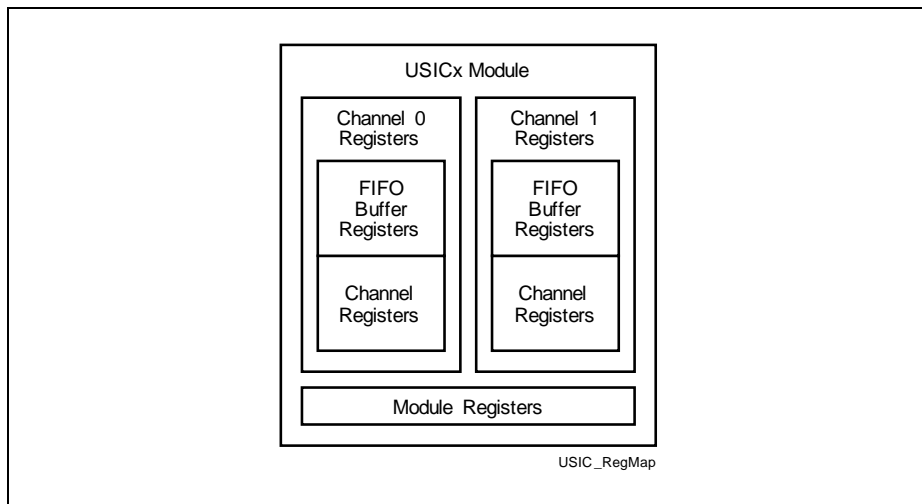 USICx Module
Channel 0
Registers
FIFO
Buffer
Registers
Channel
Registers
Channel 1
Registers
FIFO
Buffer
Registers
Channel
Registers
Module Registers
USIC_RegMap